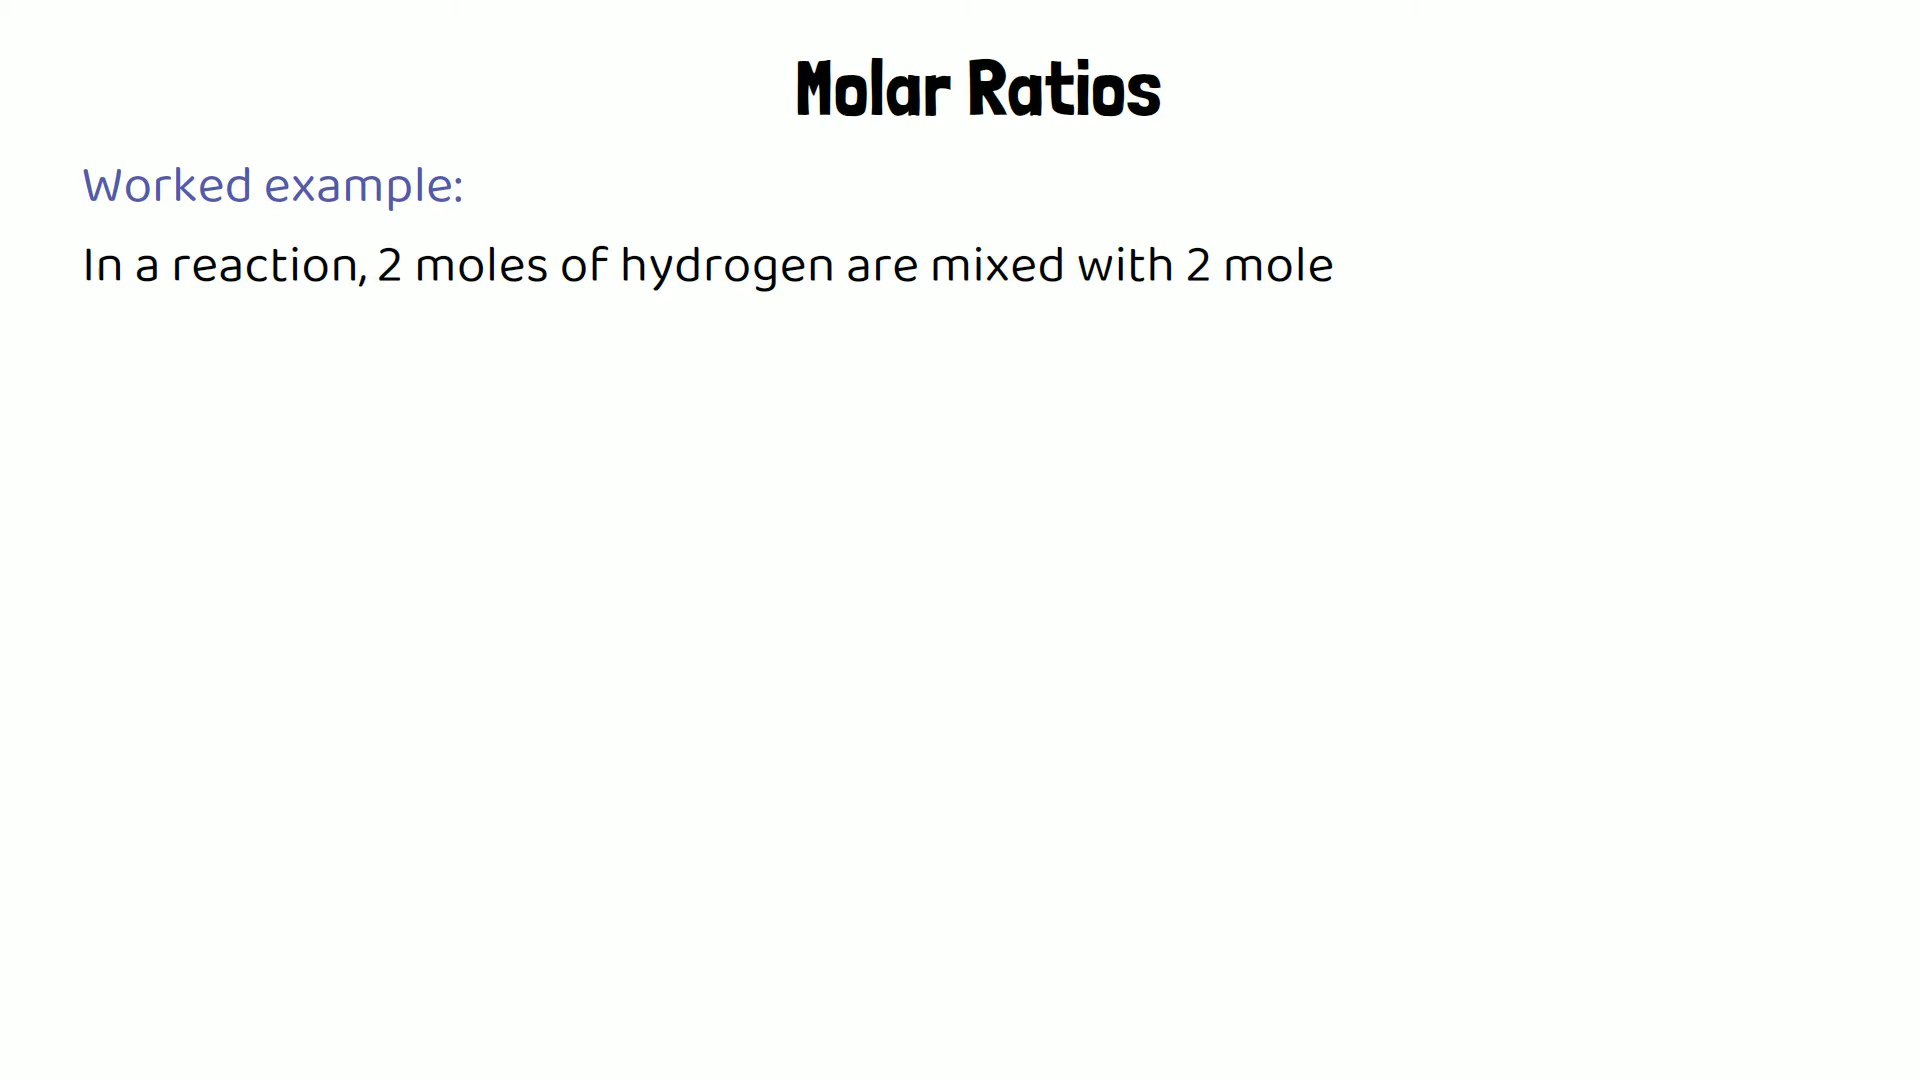 Molar Ratios
Worked example:
In a reaction, 2 moles of hydrogen are mixed with 2 mole